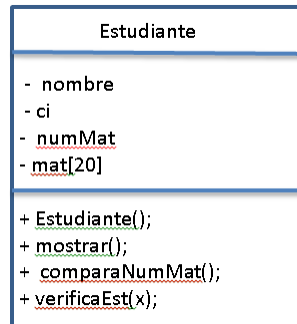 Estudiante
- nombre
- ci
- numMat
- mat[20]
+ Estudiante();
+ mostrar();
+ comparaNumMat();
+ verificaEst(x);